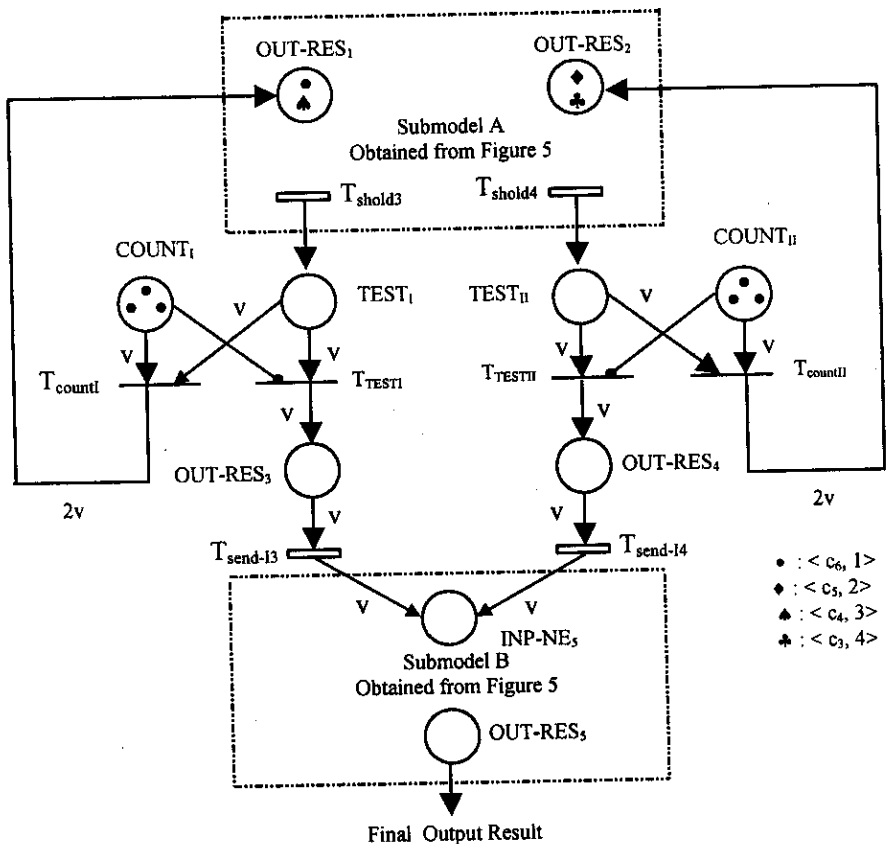 OUT-RES₁
OUT-RES₂
Submodel A
Obtained from Figure 5
Tshold3
Tshold4
COUNTI
COUNTII
TESTI
TESTII
V
V
V
V
V
V
TcountI
TTESTI
TTESTII
TcountII
V
V
OUT-RES₃
OUT-RES₄
2v
2v
V
V
Tsend-I3
Tsend-I4
V
V
INP-NE₅
Submodel B
Obtained from Figure 5
OUT-RES₅
Final Output Result
● : < c₆, 1>
♦ : < c₅, 2>
♠ : < c₄, 3>
♣ : < c₃, 4>